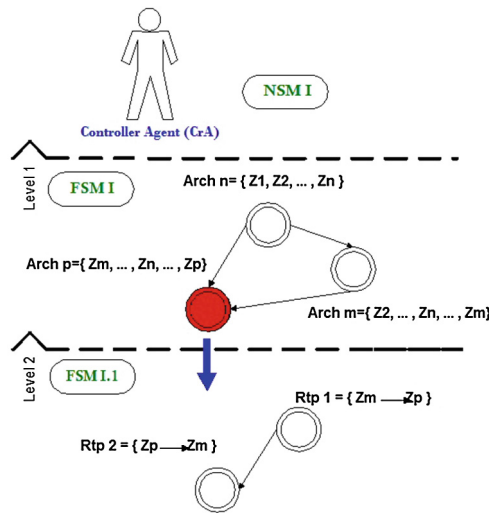 NSM I
Controller Agent (CrA)
Level 1
FSM I
Arch n= { Z1, Z2, ... , Zn }
Arch p={ Zm, ... , Zn, ... , Zp}
Arch m={ Z2, ... , Zn, ... , Zm}
Level 2
FSM I.1
Rtp 1 = { Zm → Zp }
Rtp 2 = { Zp → Zm }